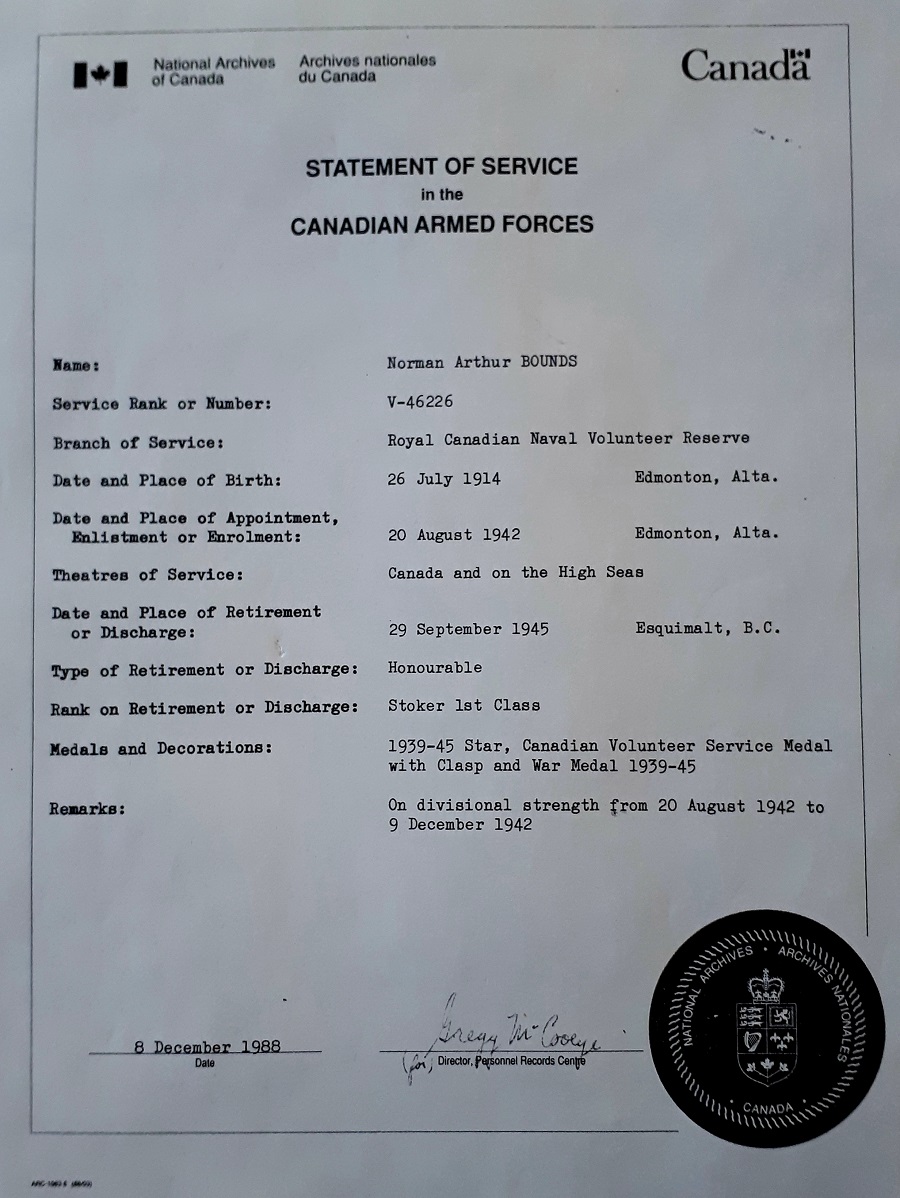 National Archives of Canada
Archives nationales du Canada
Canada
STATEMENT OF SERVICE
in the
CANADIAN ARMED FORCES
Name: Norman Arthur BOUNDS
Service Rank or Number: V-46226
Branch of Service: Royal Canadian Naval Volunteer Reserve
Date and Place of Birth: 26 July 1914 Edmonton, Alta.
Date and Place of Appointment,
Enlistment or Enrolment: 20 August 1942 Edmonton, Alta.
Theatres of Service: Canada and on the High Seas
Date and Place of Retirement
or Discharge: 29 September 1945 Esquimalt, B.C.
Type of Retirement or Discharge: Honourable
Rank on Retirement or Discharge: Stoker 1st Class
Medals and Decorations: 1939-45 Star, Canadian Volunteer Service Medal
with Clasp and War Medal 1939-45
Remarks: On divisional strength from 20 August 1942 to
9 December 1942
8 December 1988
Date
Gregg McCooeye
(for) Director, Personnel Records Centre
NATIONAL ARCHIVES • ARCHIVES NATIONALES
• CANADA •